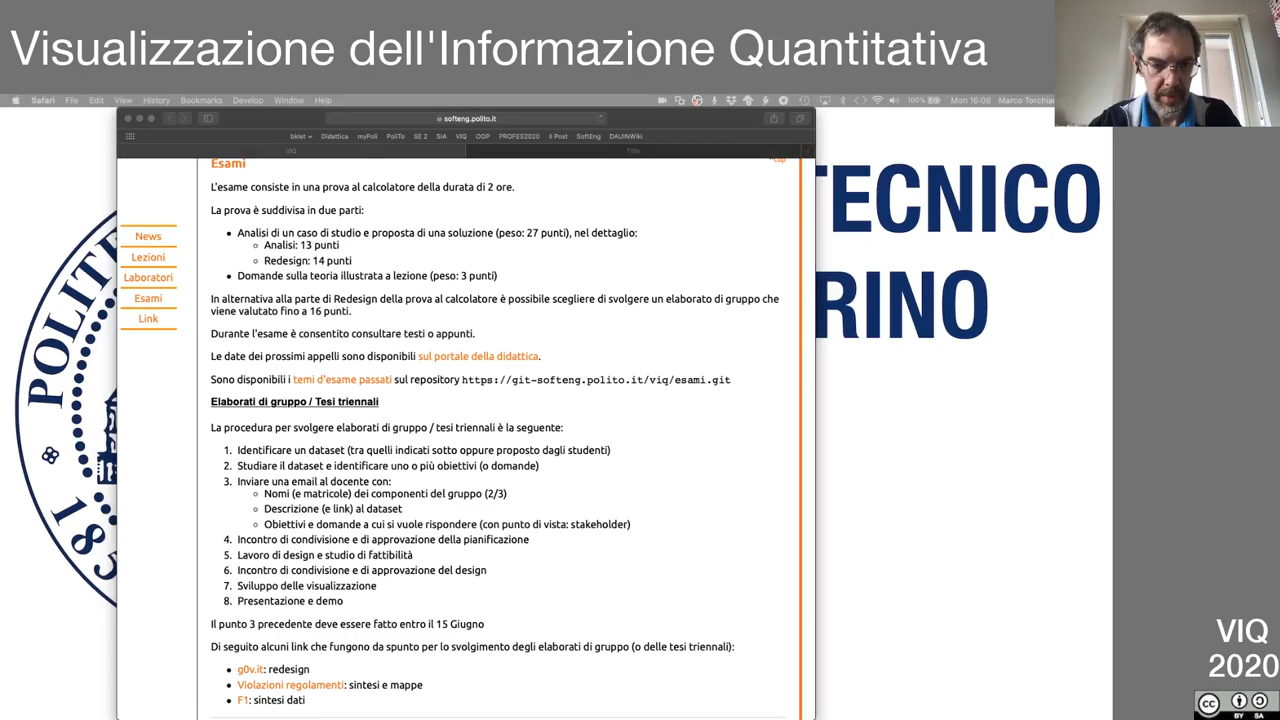 Visualizzazione dell'Informazione Quantitativa
Safari File Edit View History Bookmarks Develop Window Help 100% Mon 16:08 Marco Torchian
softeng.polito.it
bklet Didattica myPoli PoliTo SE 2 SIA VIQ OOP PROFES2020 Il Post SoftEng DAUINWiki
VIQ Title
Esami
top
L'esame consiste in una prova al calcolatore della durata di 2 ore.
La prova è suddivisa in due parti:
Analisi di un caso di studio e proposta di una soluzione (peso: 27 punti), nel dettaglio:
Analisi: 13 punti
Redesign: 14 punti
Domande sulla teoria illustrata a lezione (peso: 3 punti)
In alternativa alla parte di Redesign della prova al calcolatore è possibile scegliere di svolgere un elaborato di gruppo che
viene valutato fino a 16 punti.
Durante l'esame è consentito consultare testi o appunti.
Le date dei prossimi appelli sono disponibili sul portale della didattica.
Sono disponibili i temi d'esame passati sul repository https://git-softeng.polito.it/viq/esami.git
Elaborati di gruppo / Tesi triennali
La procedura per svolgere elaborati di gruppo / tesi triennali è la seguente:
1. Identificare un dataset (tra quelli indicati sotto oppure proposto dagli studenti)
2. Studiare il dataset e identificare uno o più obiettivi (o domande)
3. Inviare una email al docente con:
Nomi (e matricole) dei componenti del gruppo (2/3)
Descrizione (e link) al dataset
Obiettivi e domande a cui si vuole rispondere (con punto di vista: stakeholder)
4. Incontro di condivisione e di approvazione della pianificazione
5. Lavoro di design e studio di fattibilità
6. Incontro di condivisione e di approvazione del design
7. Sviluppo delle visualizzazione
8. Presentazione e demo
Il punto 3 precedente deve essere fatto entro il 15 Giugno
Di seguito alcuni link che fungono da spunto per lo svolgimento degli elaborati di gruppo (o delle tesi triennali):
g0v.it: redesign
Violazioni regolamenti: sintesi e mappe
F1: sintesi dati
News
Lezioni
Laboratori
Esami
Link
POLITE
18
TECNICO
RINO
VIQ
2020
cc
BY SA